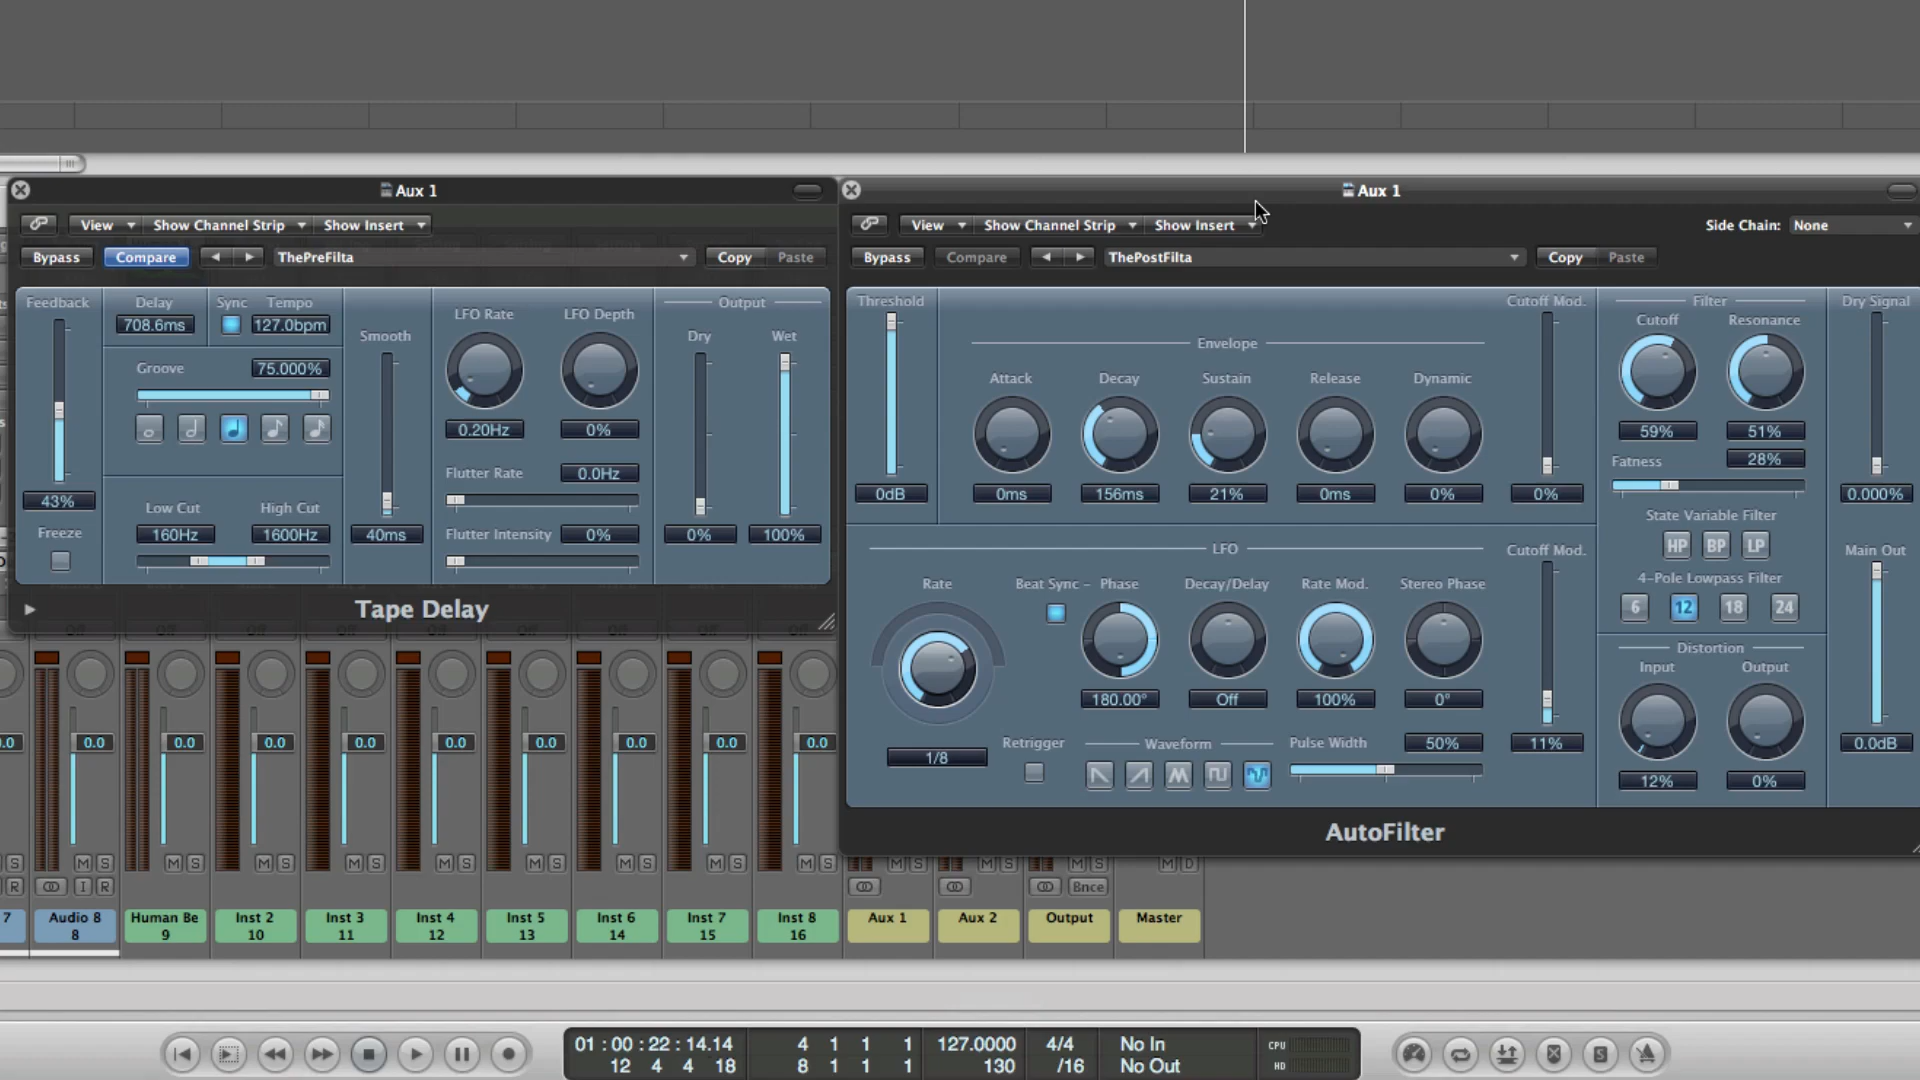 Aux 1
View
Show Channel Strip
Show Insert
Bypass
Compare
ThePreFilta
Copy
Paste
Feedback
43%
Freeze
Delay
708.6ms
Sync
Tempo
127.0bpm
Groove
75.000%
Low Cut
High Cut
160Hz
1600Hz
Smooth
40ms
LFO Rate
LFO Depth
0.20Hz
0%
Flutter Rate
0.0Hz
Flutter Intensity
0%
Output
Dry
Wet
0%
100%
Tape Delay
Aux 1
View
Show Channel Strip
Show Insert
Side Chain: None
Bypass
Compare
ThePostFilta
Copy
Paste
Threshold
0dB
Envelope
Attack
Decay
Sustain
Release
Dynamic
0ms
156ms
21%
0ms
0%
Cutoff Mod.
0%
LFO
Rate
1/8
Beat Sync - Phase
Decay/Delay
Rate Mod.
Stereo Phase
180.00°
Off
100%
0°
Retrigger
Waveform
Pulse Width
50%
Cutoff Mod.
11%
Filter
Cutoff
Resonance
59%
51%
Fatness
28%
State Variable Filter
HP
BP
LP
4-Pole Lowpass Filter
6
12
18
24
Distortion
Input
Output
12%
0%
Dry Signal
0.000%
Main Out
0.0dB
AutoFilter
.0 0.0 0.0 0.0 0.0 0.0 0.0 0.0 0.0 0.0
S M S M S M S M S M S M S M S M S M S M S M S M S M D
R I R Bnce
7 Audio 8 Human Be Inst 2 Inst 3 Inst 4 Inst 5 Inst 6 Inst 7 Inst 8 Aux 1 Aux 2 Output Master
8 9 10 11 12 13 14 15 16
01 : 00 : 22 : 14.14 4 1 1 1 127.0000 4/4 No In CPU
12 4 4 18 8 1 1 1 130 /16 No Out HD